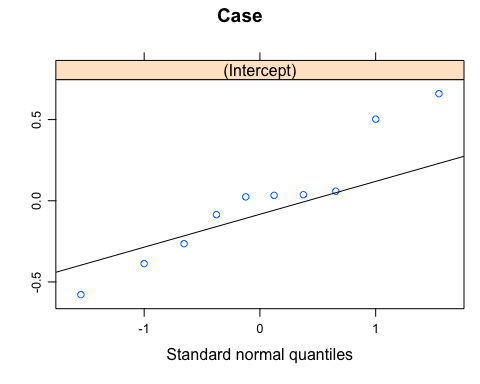 Case
(Intercept)
0.5
0.0
-0.5
-1
0
1
Standard normal quantiles